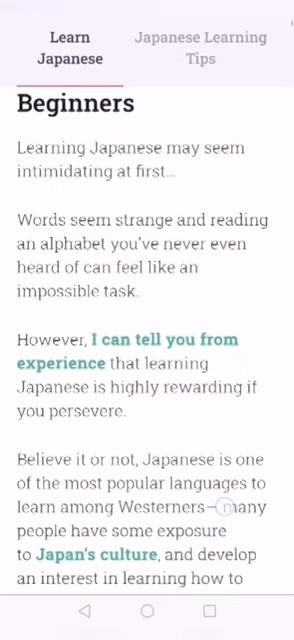 Learn Japanese
Japanese Learning Tips
Beginners
Learning Japanese may seem
intimidating at first...
Words seem strange and reading
an alphabet you've never even
heard of can feel like an
impossible task.
However, I can tell you from
experience that learning
Japanese is highly rewarding if
you persevere.
Believe it or not, Japanese is one
of the most popular languages to
learn among Westerners—many
people have some exposure
to Japan's culture, and develop
an interest in learning how to